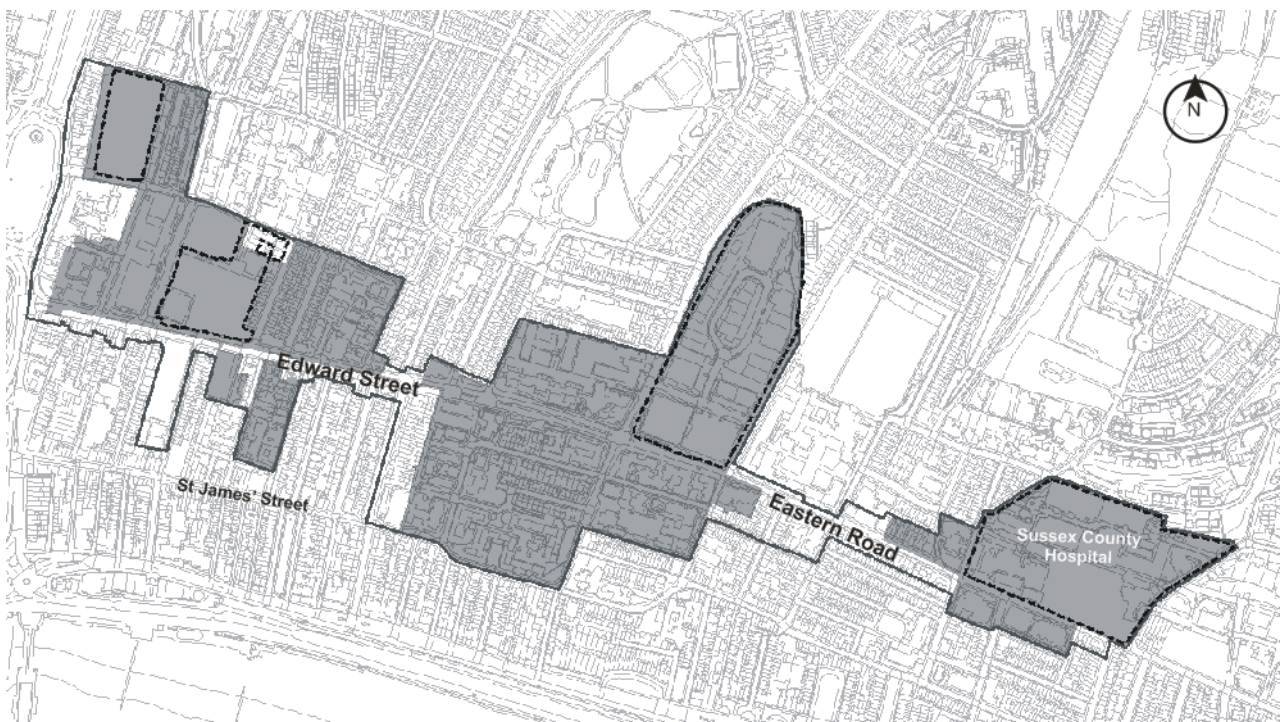 N
Edward Street
St James' Street
Eastern Road
Sussex County
Hospital